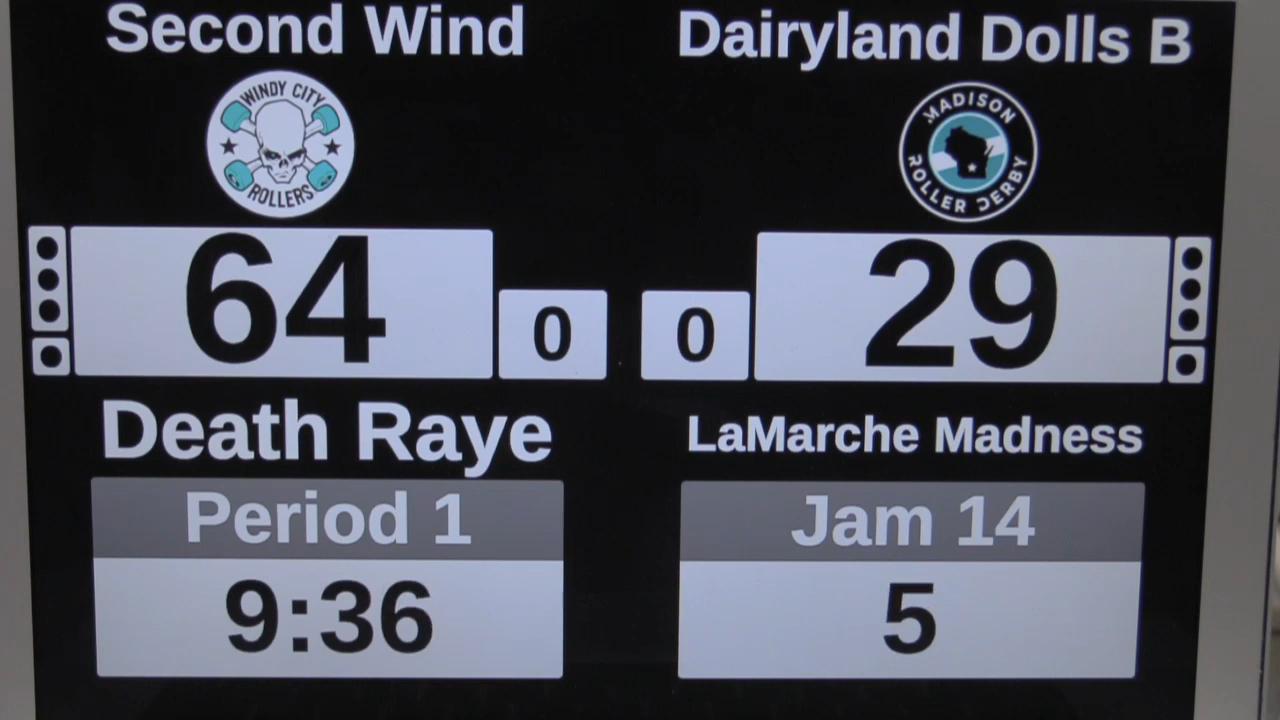 Second Wind
Dairyland Dolls B
WINDY CITY
ROLLERS
MADISON
ROLLER DERBY
64
0
0
29
Death Raye
LaMarche Madness
Period 1
Jam 14
9:36
5